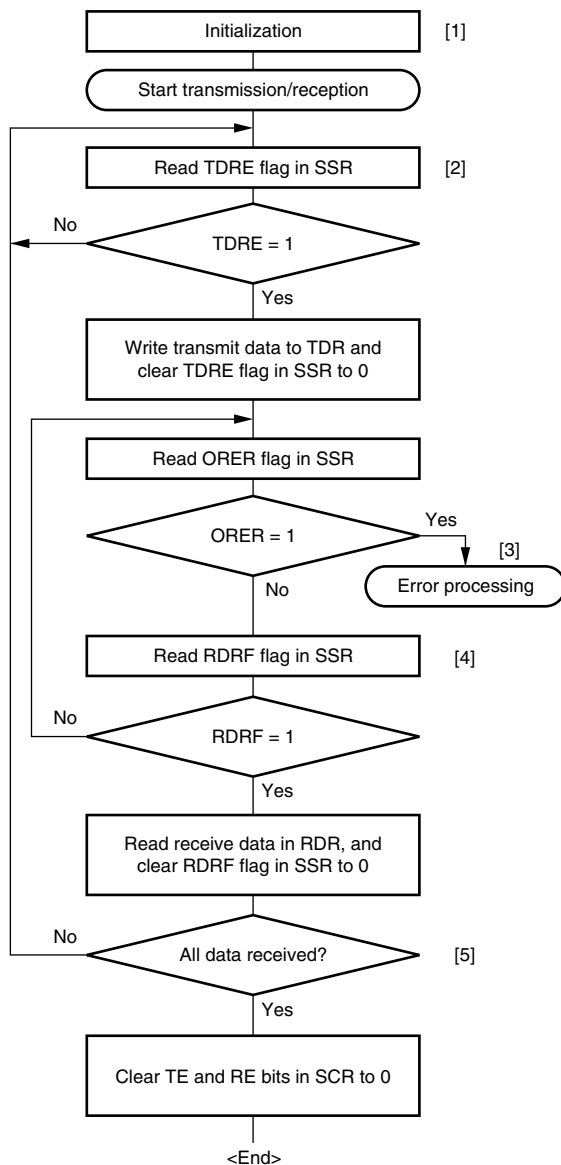 Initialization [1]
Start transmission/reception
Read TDRE flag in SSR [2]
No
TDRE = 1
Yes
Write transmit data to TDR and
clear TDRE flag in SSR to 0
Read ORER flag in SSR
Yes
ORER = 1
[3]
Error processing
No
Read RDRF flag in SSR [4]
No
RDRF = 1
Yes
Read receive data in RDR, and
clear RDRF flag in SSR to 0
No
All data received? [5]
Yes
Clear TE and RE bits in SCR to 0
<End>